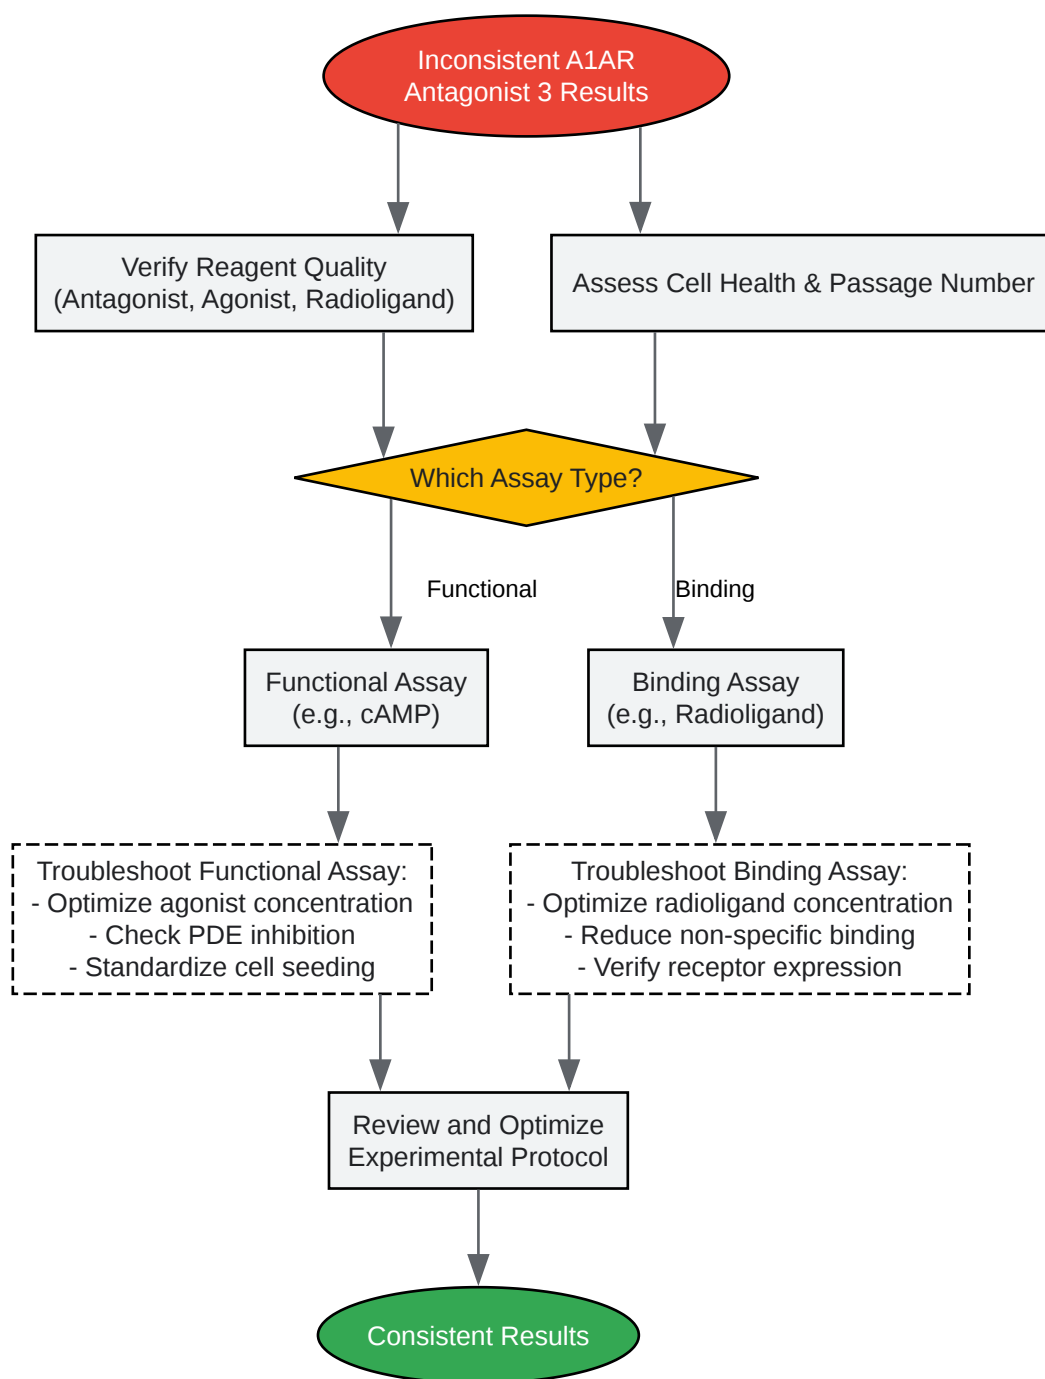 Inconsistent A1AR
Antagonist 3 Results
Verify Reagent Quality
(Antagonist, Agonist, Radioligand)
Assess Cell Health & Passage Number
Which Assay Type?
Functional
Binding
Functional Assay
(e.g., cAMP)
Binding Assay
(e.g., Radioligand)
Troubleshoot Functional Assay:
- Optimize agonist concentration
- Check PDE inhibition
- Standardize cell seeding
Troubleshoot Binding Assay:
- Optimize radioligand concentration
- Reduce non-specific binding
- Verify receptor expression
Review and Optimize
Experimental Protocol
Consistent Results